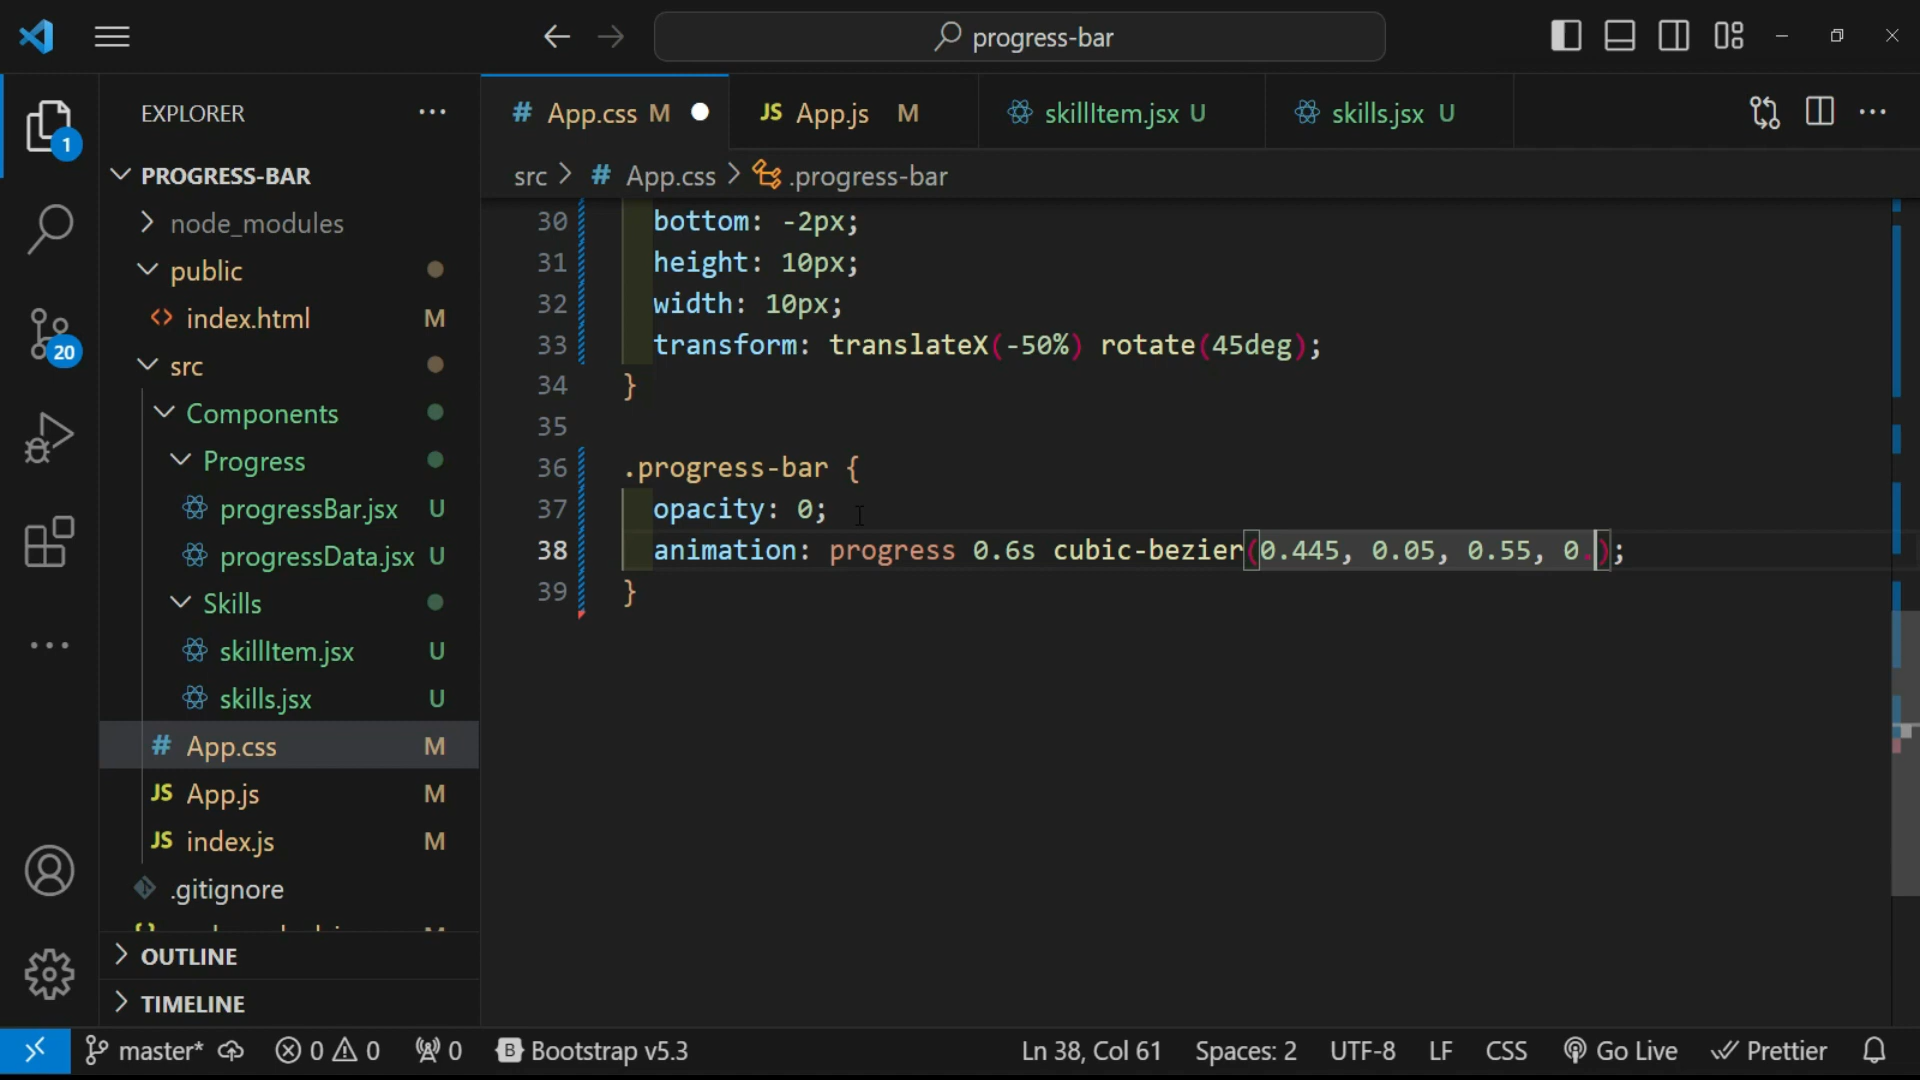 progress-bar
EXPLORER
# App.css M
JS App.js M
skillItem.jsx U
skills.jsx U
src > # App.css > .progress-bar
PROGRESS-BAR
node_modules
public
<> index.html M
src
Components
Progress
progressBar.jsx U
progressData.jsx U
Skills
skillItem.jsx U
skills.jsx U
# App.css M
JS App.js M
JS index.js M
.gitignore
OUTLINE
TIMELINE
1
20
30 bottom: -2px;
31 height: 10px;
32 width: 10px;
33 transform: translateX(-50%) rotate(45deg);
34 }
35
36 .progress-bar {
37 opacity: 0;
38 animation: progress 0.6s cubic-bezier(0.445, 0.05, 0.55, 0.);
39 }
master* 0 0 0 B Bootstrap v5.3 Ln 38, Col 61 Spaces: 2 UTF-8 LF CSS Go Live Prettier